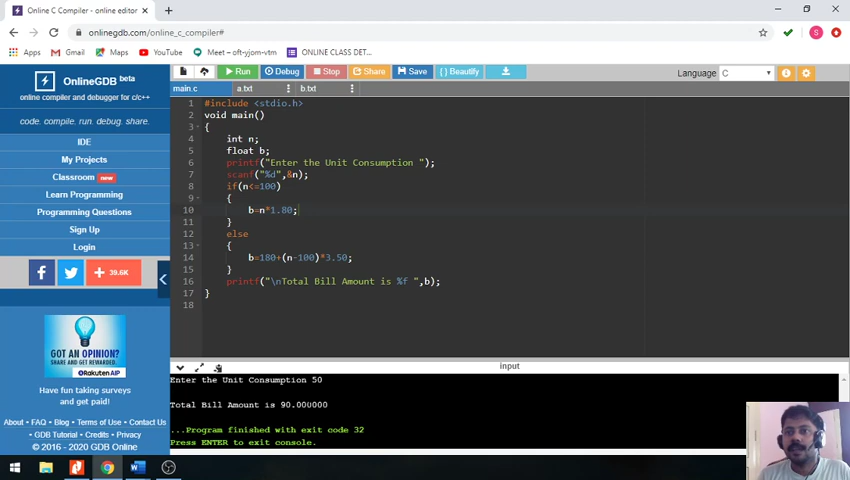 Online C Compiler - online editor
onlinegdb.com/online_c_compiler#
S
Apps Gmail Maps YouTube Meet – oft-yjom-vtm ONLINE CLASS DET...
OnlineGDB beta
online compiler and debugger for c/c++
code. compile. run. debug. share.
IDE
My Projects
Classroom new
Learn Programming
Programming Questions
Sign Up
Login
39.6K
GOT AN OPINION?
SHARE AND GET REWARDED.
Rakuten AIP
Have fun taking surveys
and get paid!
About • FAQ • Blog • Terms of Use • Contact Us
• GDB Tutorial • Credits • Privacy
© 2016 - 2020 GDB Online
Run Debug Stop Share Save {} Beautify
Language C
main.c a.txt b.txt
1 #include <stdio.h>
2 void main()
3 {
4 int n;
5 float b;
6 printf("Enter the Unit Consumption ");
7 scanf("%d",&n);
8 if(n<=100)
9 {
10 b=n*1.80;
11 }
12 else
13 {
14 b=180+(n-100)*3.50;
15 }
16 printf("\nTotal Bill Amount is %f ",b);
17 }
18
input
Enter the Unit Consumption 50
Total Bill Amount is 90.000000
...Program finished with exit code 32
Press ENTER to exit console.